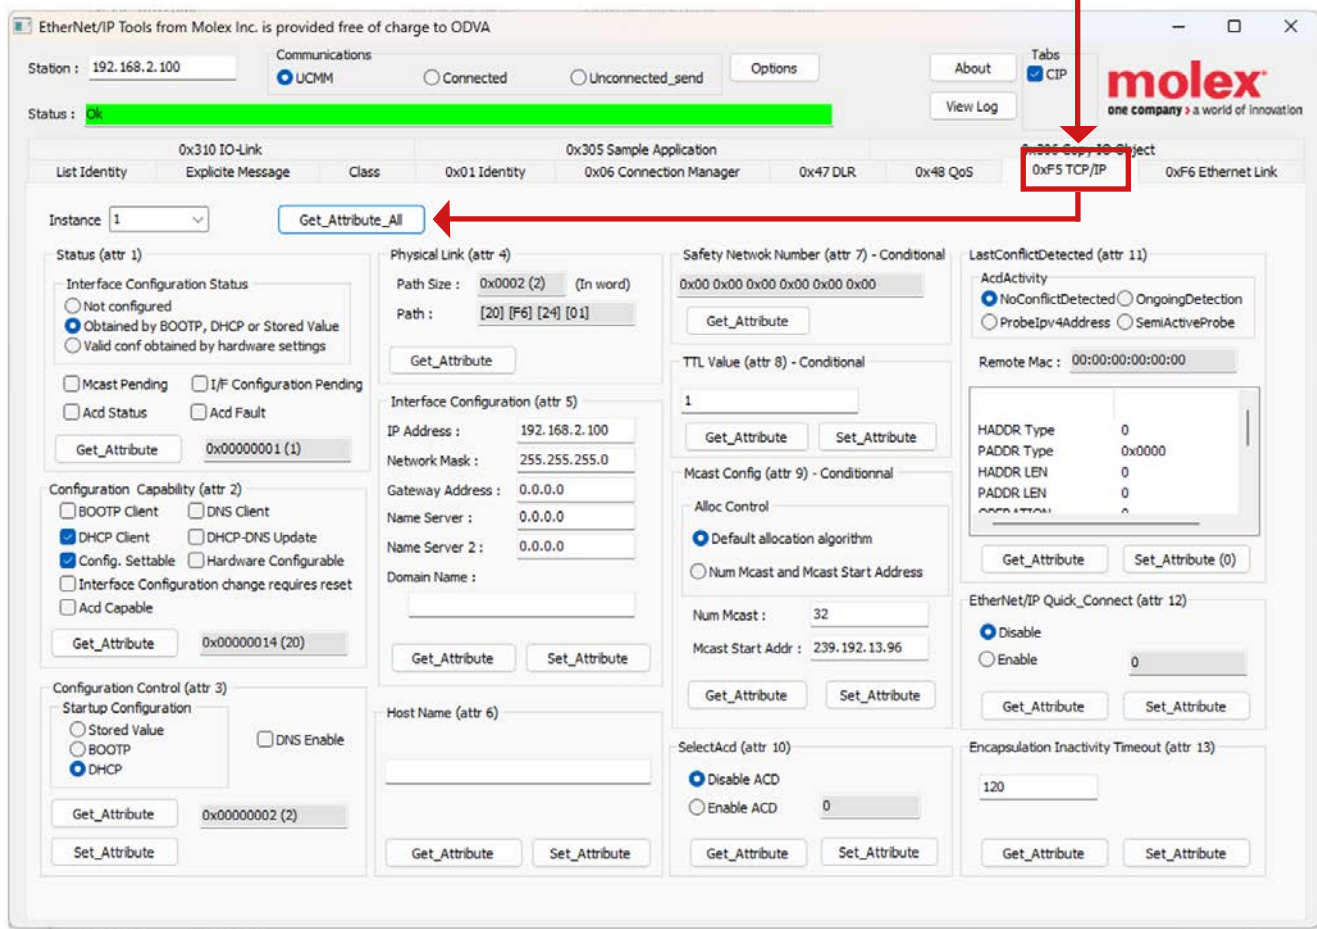 EtherNet/IP Tools from Molex Inc. is provided free of charge to ODVA
Station : 192.168.2.100
Communications
UCMM Connected Unconnected_send
Options
About
Tabs
CIP
molex
one company > a world of innovation
View Log
Status : Ok
0x310 IO-Link 0x305 Sample Application 0x306 Copy IO Object
List Identity Explicite Message Class 0x01 Identity 0x06 Connection Manager 0x47 DLR 0x48 QoS 0xF5 TCP/IP 0xF6 Ethernet Link
Instance 1 Get_Attribute_All
Status (attr 1)
Interface Configuration Status
Not configured
Obtained by BOOTP, DHCP or Stored Value
Valid conf obtained by hardware settings
Mcast Pending I/F Configuration Pending
Acd Status Acd Fault
Get_Attribute 0x00000001 (1)
Configuration Capability (attr 2)
BOOTP Client DNS Client
DHCP Client DHCP-DNS Update
Config. Settable Hardware Configurable
Interface Configuration change requires reset
Acd Capable
Get_Attribute 0x00000014 (20)
Configuration Control (attr 3)
Startup Configuration
Stored Value
BOOTP
DHCP
DNS Enable
Get_Attribute 0x00000002 (2)
Set_Attribute
Physical Link (attr 4)
Path Size : 0x0002 (2) (In word)
Path : [20] [F6] [24] [01]
Get_Attribute
Interface Configuration (attr 5)
IP Address : 192.168.2.100
Network Mask : 255.255.255.0
Gateway Address : 0.0.0.0
Name Server : 0.0.0.0
Name Server 2 : 0.0.0.0
Domain Name :
Get_Attribute Set_Attribute
Host Name (attr 6)
Get_Attribute Set_Attribute
Safety Netwok Number (attr 7) - Conditional
0x00 0x00 0x00 0x00 0x00 0x00
Get_Attribute
TTL Value (attr 8) - Conditional
1
Get_Attribute Set_Attribute
Mcast Config (attr 9) - Conditionnal
Alloc Control
Default allocation algorithm
Num Mcast and Mcast Start Address
Num Mcast : 32
Mcast Start Addr : 239.192.13.96
Get_Attribute Set_Attribute
SelectAcd (attr 10)
Disable ACD
Enable ACD 0
Get_Attribute Set_Attribute
LastConflictDetected (attr 11)
AcdActivity
NoConflictDetected OngoingDetection
ProbeIpv4Address SemiActiveProbe
Remote Mac : 00:00:00:00:00:00
HADDR Type 0
PADDR Type 0x0000
HADDR LEN 0
PADDR LEN 0
OPERATION 0
Get_Attribute Set_Attribute (0)
EtherNet/IP Quick_Connect (attr 12)
Disable
Enable 0
Get_Attribute Set_Attribute
Encapsulation Inactivity Timeout (attr 13)
120
Get_Attribute Set_Attribute